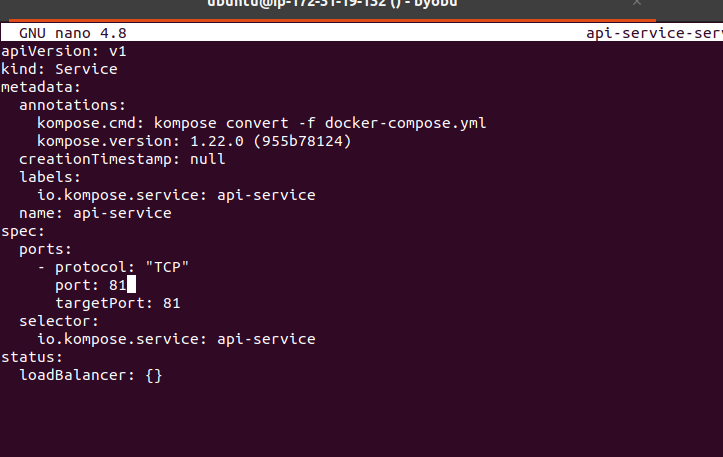 ubuntu@ip-172-31-19-132 () - byobu
GNU nano 4.8 api-service-ser
apiVersion: v1
kind: Service
metadata:
  annotations:
    kompose.cmd: kompose convert -f docker-compose.yml
    kompose.version: 1.22.0 (955b78124)
  creationTimestamp: null
  labels:
    io.kompose.service: api-service
  name: api-service
spec:
  ports:
    - protocol: "TCP"
      port: 81
      targetPort: 81
  selector:
    io.kompose.service: api-service
status:
  loadBalancer: {}